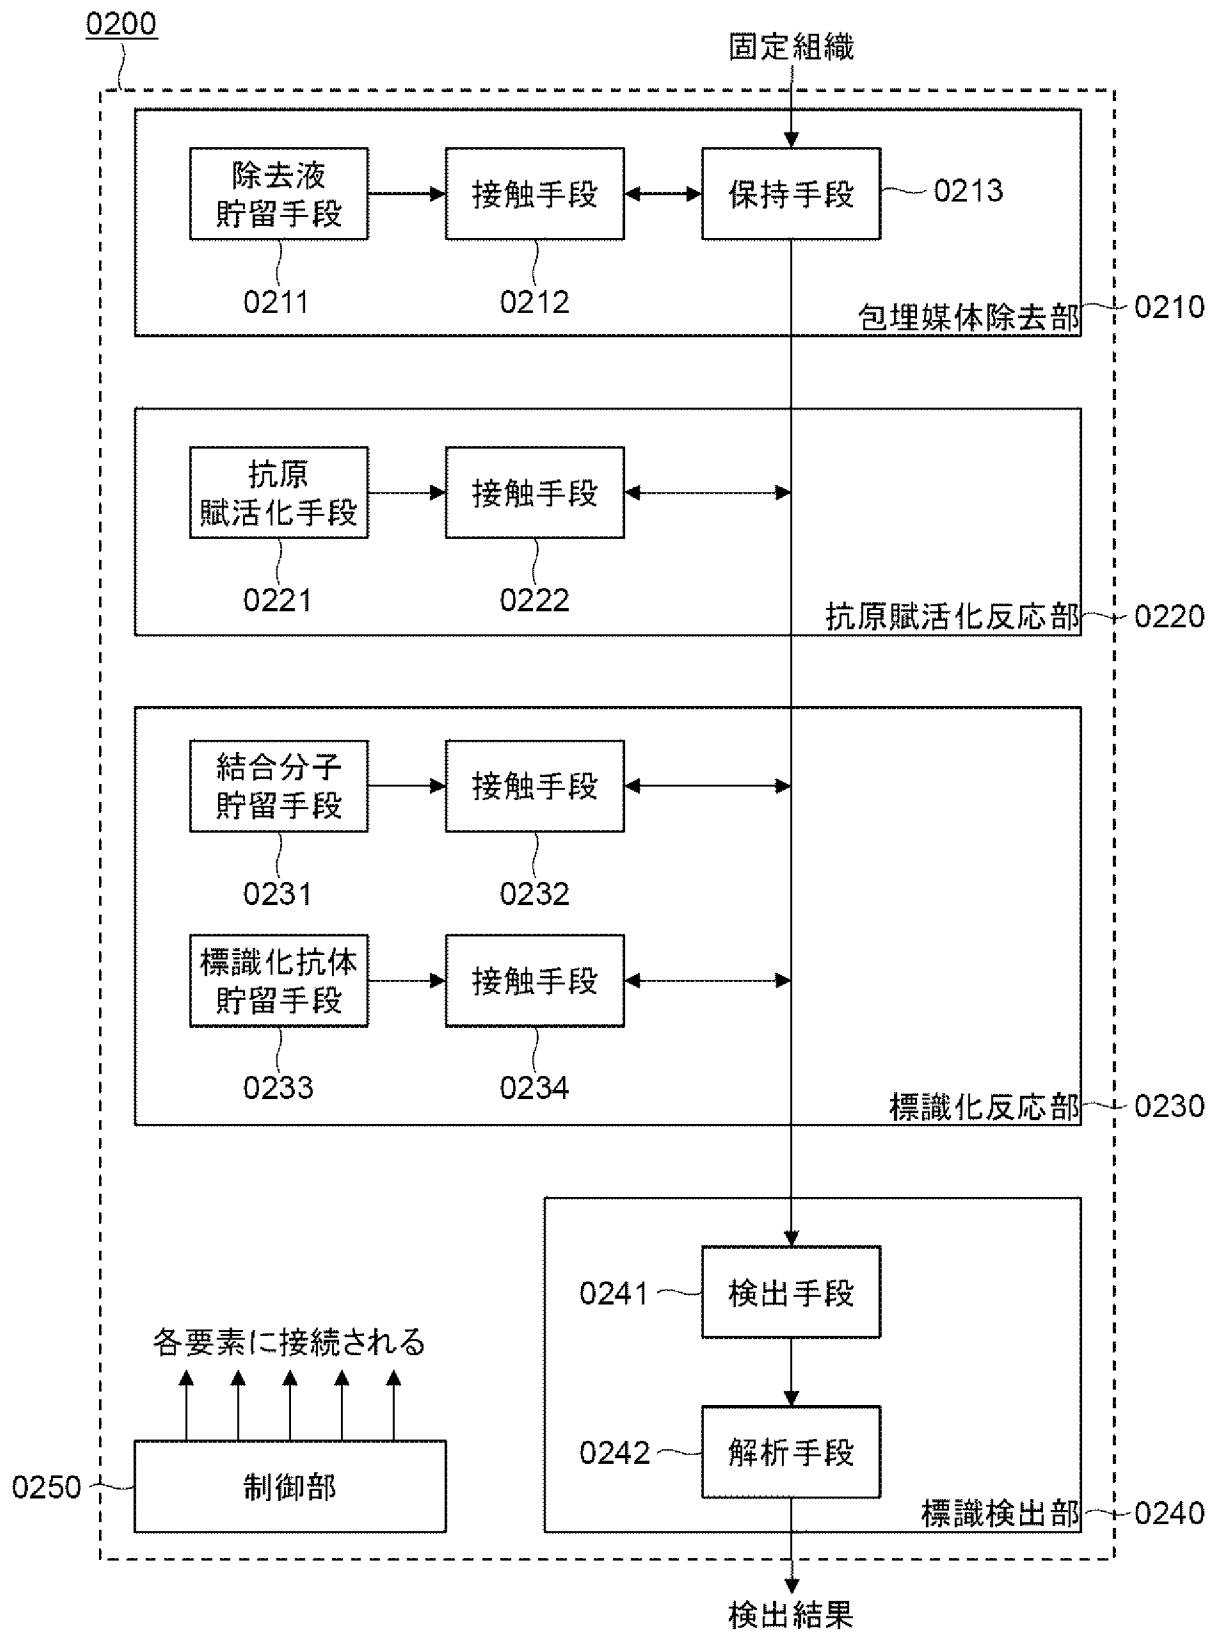 0200
固定組織
除去液
貯留手段
接触手段
保持手段
0213
0211
0212
包埋媒体除去部
0210
抗原
賦活化手段
接触手段
0221
0222
抗原賦活化反応部
0220
結合分子
貯留手段
接触手段
0231
0232
標識化抗体
貯留手段
接触手段
0233
0234
標識化反応部
0230
0241
検出手段
各要素に接続される
0242
解析手段
0250
制御部
標識検出部
0240
検出結果